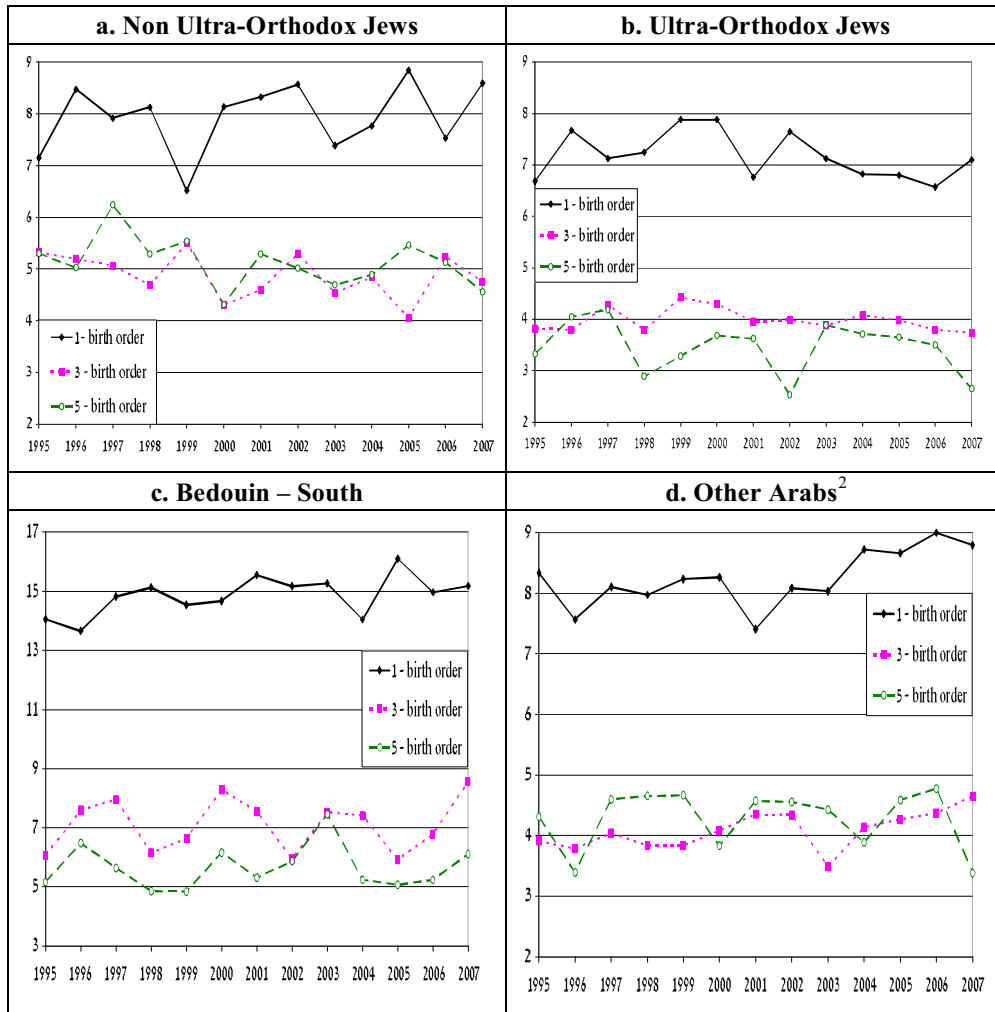 a. Non Ultra-Orthodox Jews
9
8
7
6
5
4
3
2
1- birth order
3 - birth order
5 - birth order
1995 1996 1997 1998 1999 2000 2001 2002 2003 2004 2005 2006 2007
b. Ultra-Orthodox Jews
9
8
7
6
5
4
3
2
1 - birth order
3 - birth order
5 - birth order
1995 1996 1997 1998 1999 2000 2001 2002 2003 2004 2005 2006 2007
c. Bedouin – South
17
15
13
11
9
7
5
3
1 - birth order
3 - birth order
5 - birth order
1995 1996 1997 1998 1999 2000 2001 2002 2003 2004 2005 2006 2007
d. Other Arabs²
9
8
7
6
5
4
3
2
1 - birth order
3 - birth order
5 - birth order
1995 1996 1997 1998 1999 2000 2001 2002 2003 2004 2005 2006 2007